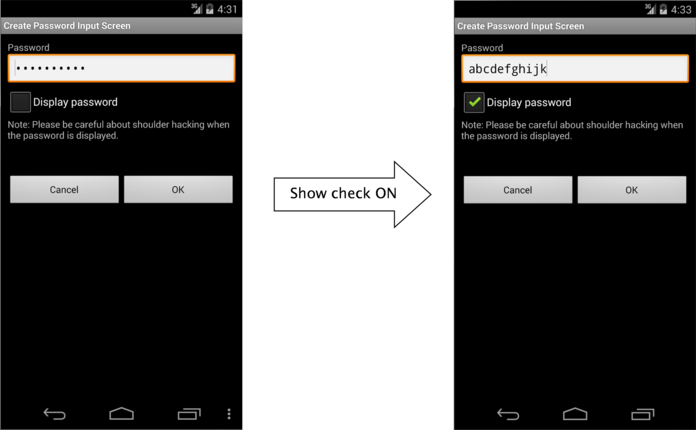 3G 4:31
Create Password Input Screen
Password
••••••••••
Display password
Note: Please be careful about shoulder hacking when
the password is displayed.
Cancel OK
Show check ON
3G 4:33
Create Password Input Screen
Password
abcdefghijk
Display password
Note: Please be careful about shoulder hacking when
the password is displayed.
Cancel OK